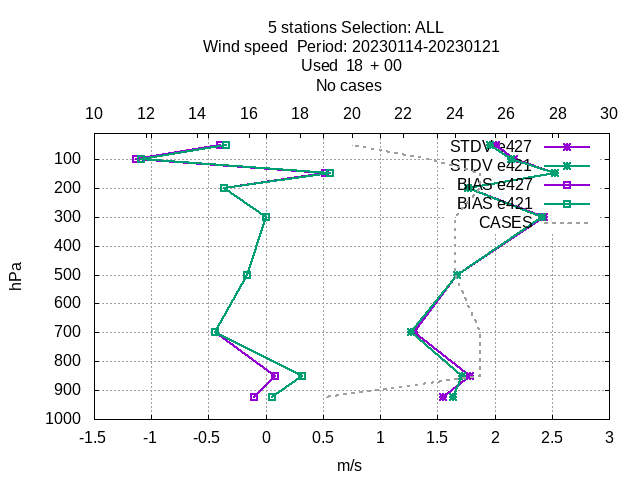 5 stations Selection: ALL
Wind speed  Period: 20230114-20230121
Used  18  + 00
No cases
10 12 14 16 18 20 22 24 26 28 30
STDV e427
STDV e421
BIAS e427
BIAS e421
CASES
hPa
100
200
300
400
500
600
700
800
900
1000
-1.5 -1 -0.5 0 0.5 1 1.5 2 2.5 3
m/s